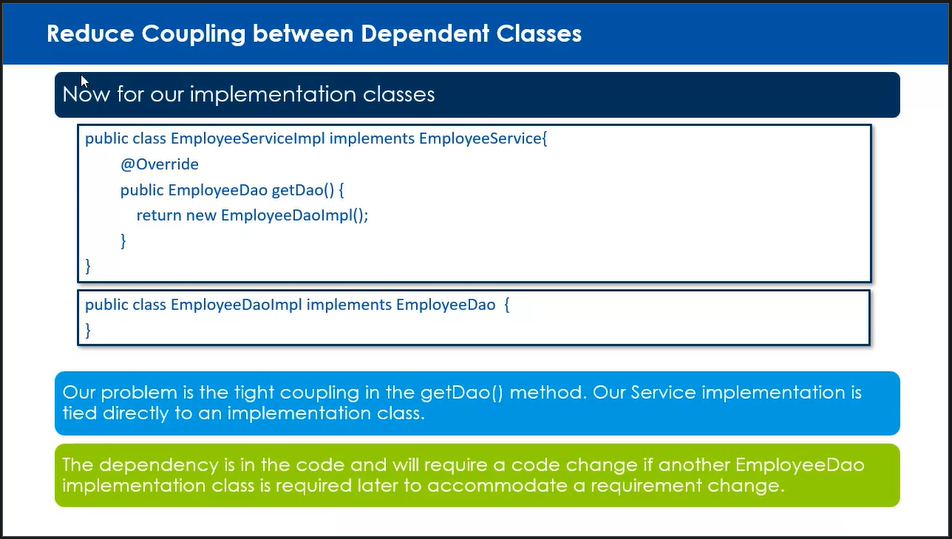 Reduce Coupling between Dependent Classes
Now for our implementation classes
public class EmployeeServiceImpl implements EmployeeService{
@Override
public EmployeeDao getDao() {
return new EmployeeDaoImpl();
}
}
public class EmployeeDaoImpl implements EmployeeDao {
}
Our problem is the tight coupling in the getDao() method. Our Service implementation is
tied directly to an implementation class.
The dependency is in the code and will require a code change if another EmployeeDao
implementation class is required later to accommodate a requirement change.